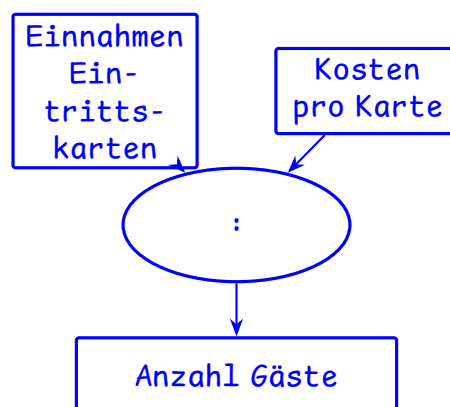 Einnahmen
Ein-
tritts-
karten
Kosten
pro Karte
:
Anzahl Gäste